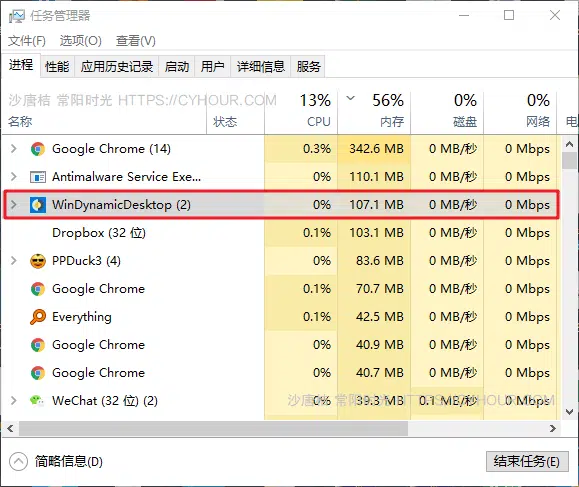 任务管理器
文件(F) 选项(O) 查看(V)
进程 性能 应用历史记录 启动 用户 详细信息 服务
沙唐桔 常阳时光 HTTPS://CYHOUR.COM
13% 56% 0% 0%
名称 状态 CPU 内存 磁盘 网络 电
Google Chrome (14) 0.3% 342.6 MB 0 MB/秒 0 Mbps
Antimalware Service Exe... 0% 110.1 MB 0 MB/秒 0 Mbps
WinDynamicDesktop (2) 0% 107.1 MB 0 MB/秒 0 Mbps
Dropbox (32 位) 0.1% 103.1 MB 0 MB/秒 0 Mbps
PPDuck3 (4) 0% 83.6 MB 0 MB/秒 0 Mbps
Google Chrome 0.1% 70.7 MB 0 MB/秒 0 Mbps
Everything 0.1% 42.5 MB 0 MB/秒 0 Mbps
Google Chrome 0% 40.9 MB 0 MB/秒 0 Mbps
Google Chrome 0% 40.7 MB 0 MB/秒 0 Mbps
WeChat (32 位) (2) 0% 39.3 MB 0.1 MB/秒 0 Mbps
沙唐桔 常阳时光 HTTPS://CYHOUR.COM
简略信息(D) 结束任务(E)